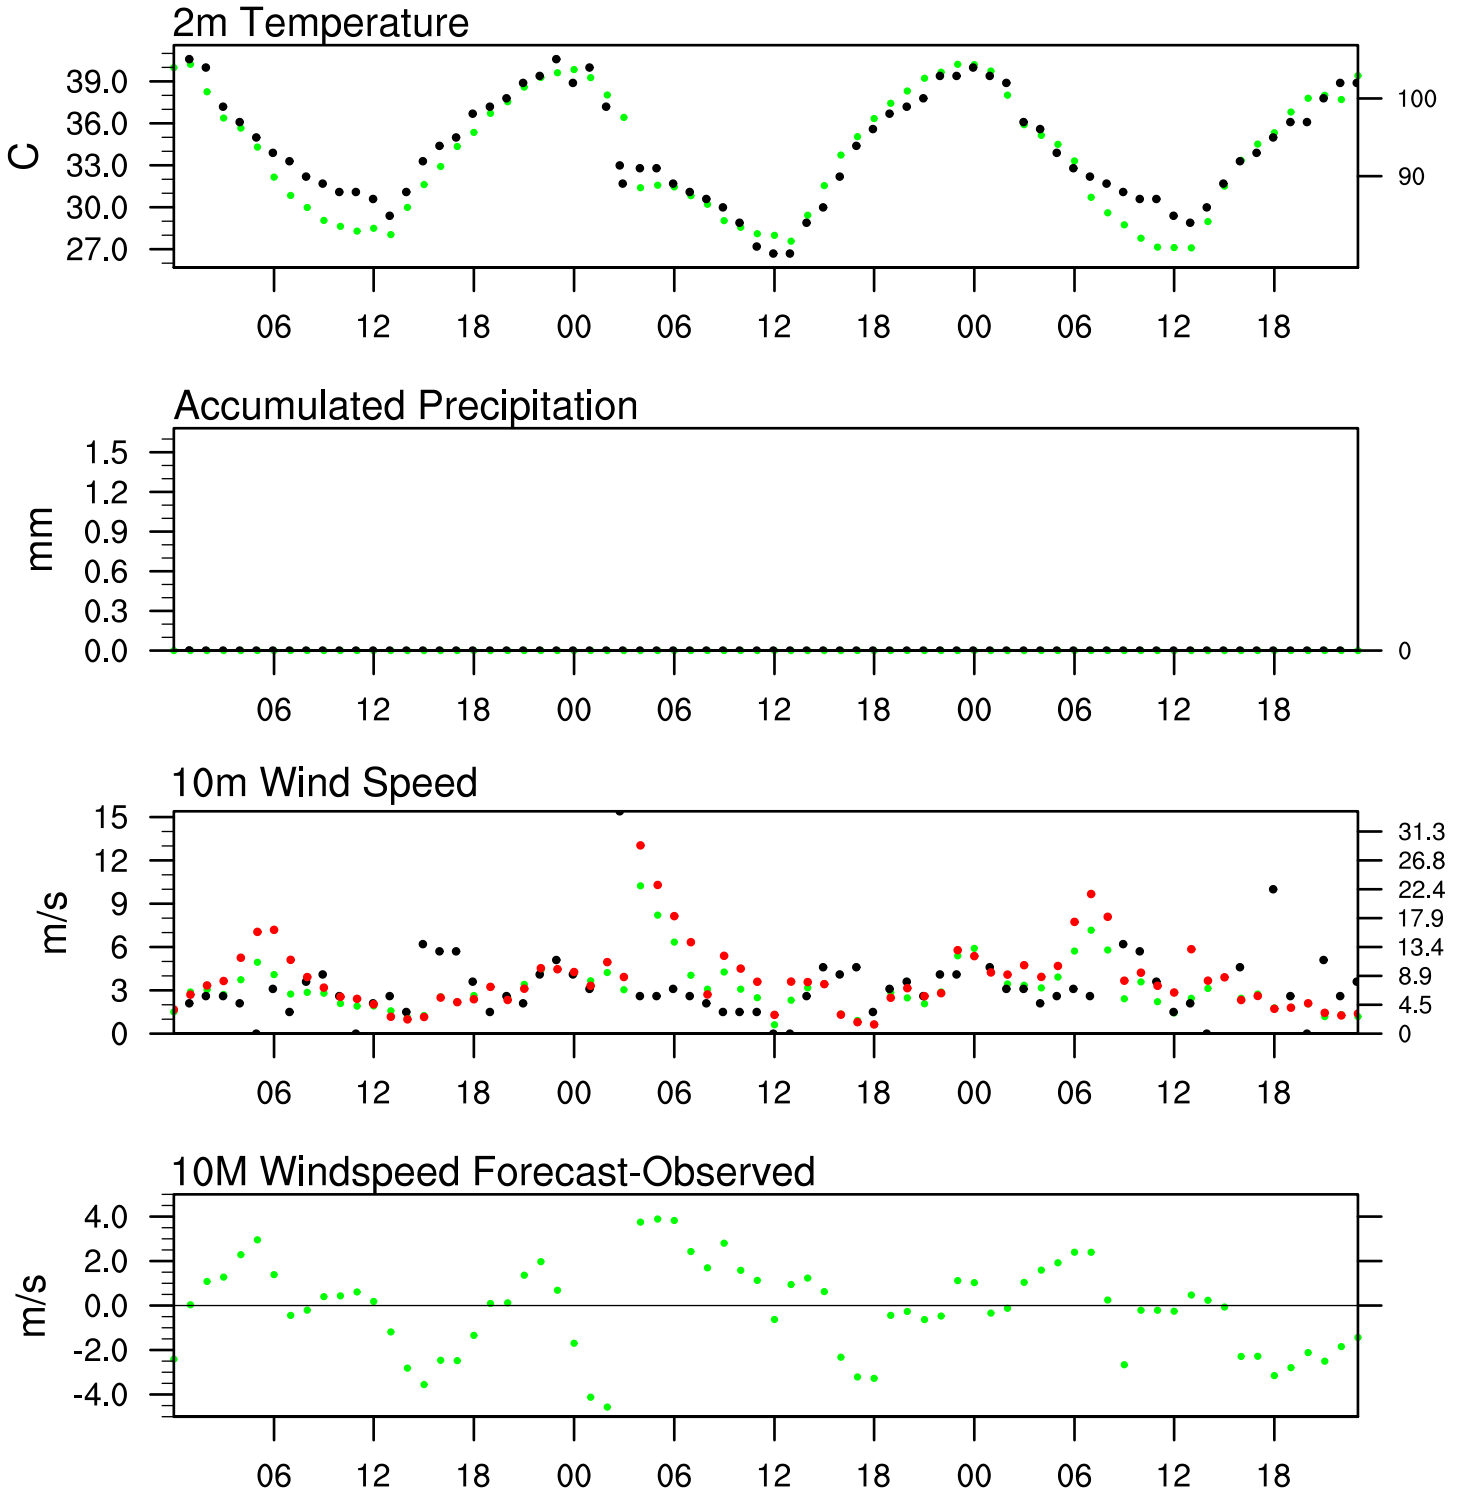 2m Temperature
39.0
36.0
33.0
30.0
27.0
C
100
90
06 12 18 00 06 12 18 00 06 12 18
Accumulated Precipitation
1.5
1.2
0.9
0.6
0.3
0.0
mm
0
06 12 18 00 06 12 18 00 06 12 18
10m Wind Speed
15
12
9
6
3
0
m/s
31.3
26.8
22.4
17.9
13.4
8.9
4.5
0
06 12 18 00 06 12 18 00 06 12 18
10M Windspeed Forecast-Observed
4.0
2.0
0.0
-2.0
-4.0
m/s
06 12 18 00 06 12 18 00 06 12 18